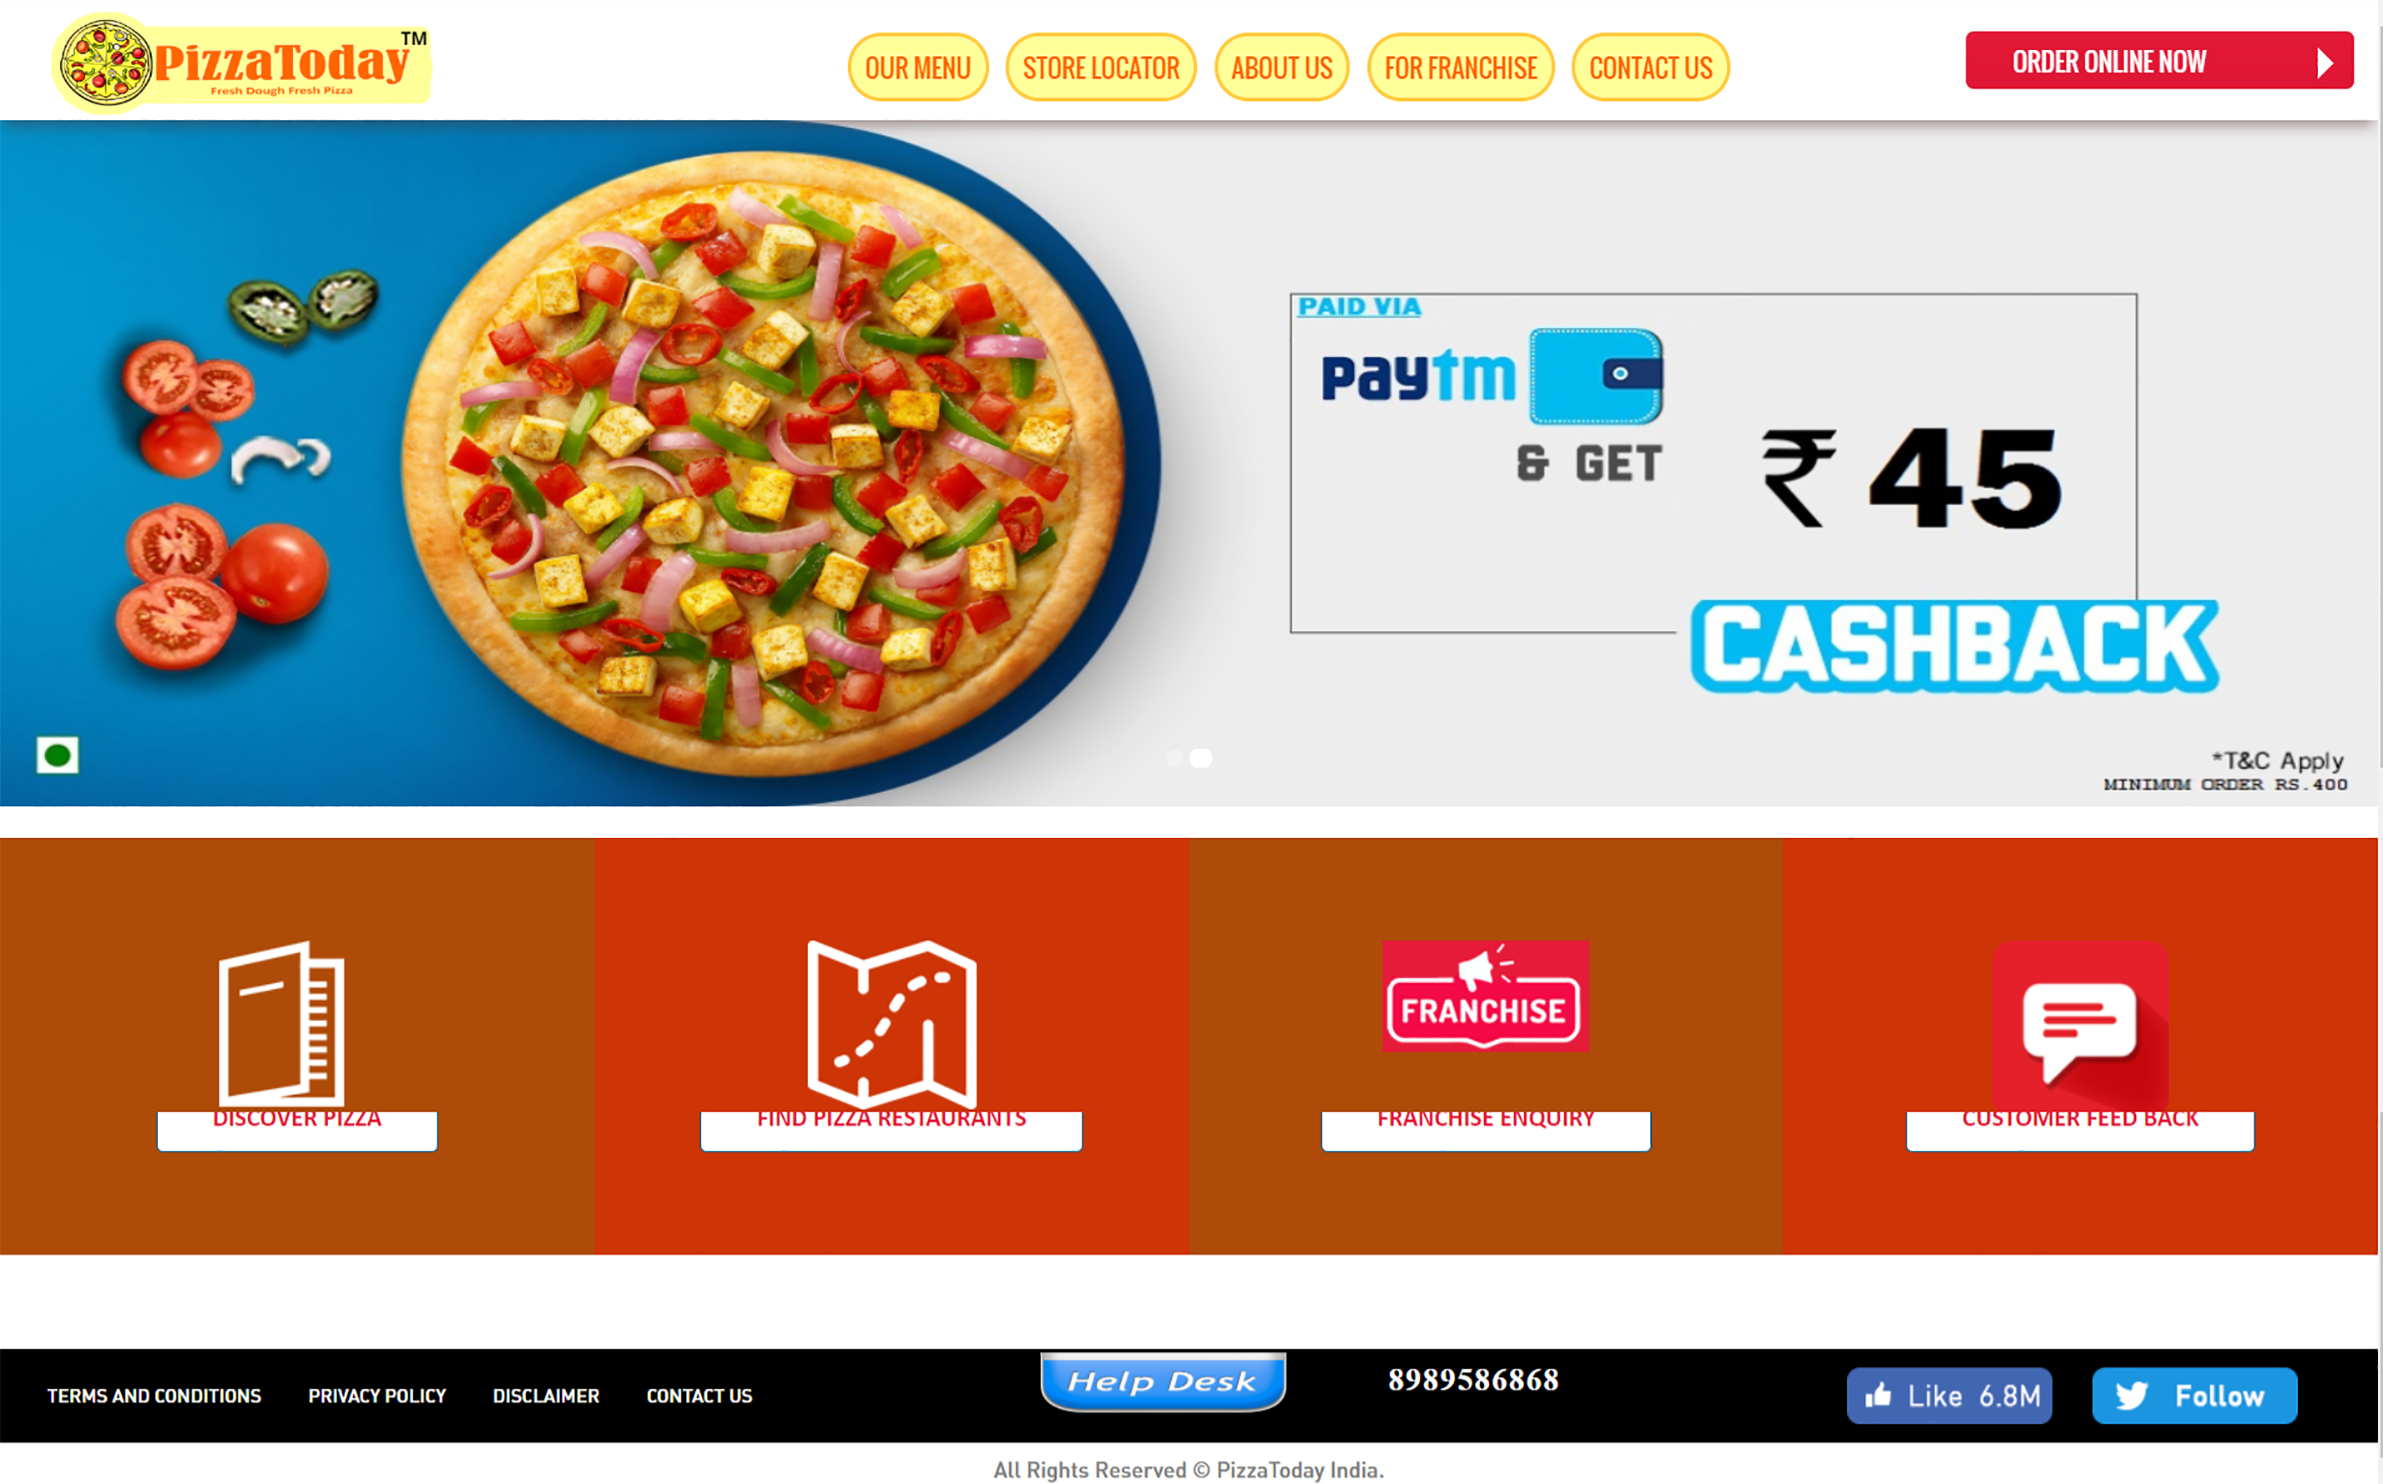 PizzaToday TM
Fresh Dough Fresh Pizza
OUR MENU
STORE LOCATOR
ABOUT US
FOR FRANCHISE
CONTACT US
ORDER ONLINE NOW
PAID VIA
paytm
& GET
₹ 45
CASHBACK
*T&C Apply
MINIMUM ORDER RS.400
FRANCHISE
DISCOVER PIZZA
FIND PIZZA RESTAURANTS
FRANCHISE ENQUIRY
CUSTOMER FEED BACK
TERMS AND CONDITIONS
PRIVACY POLICY
DISCLAIMER
CONTACT US
Help Desk
8989586868
Like 6.8M
Follow
All Rights Reserved © PizzaToday India.